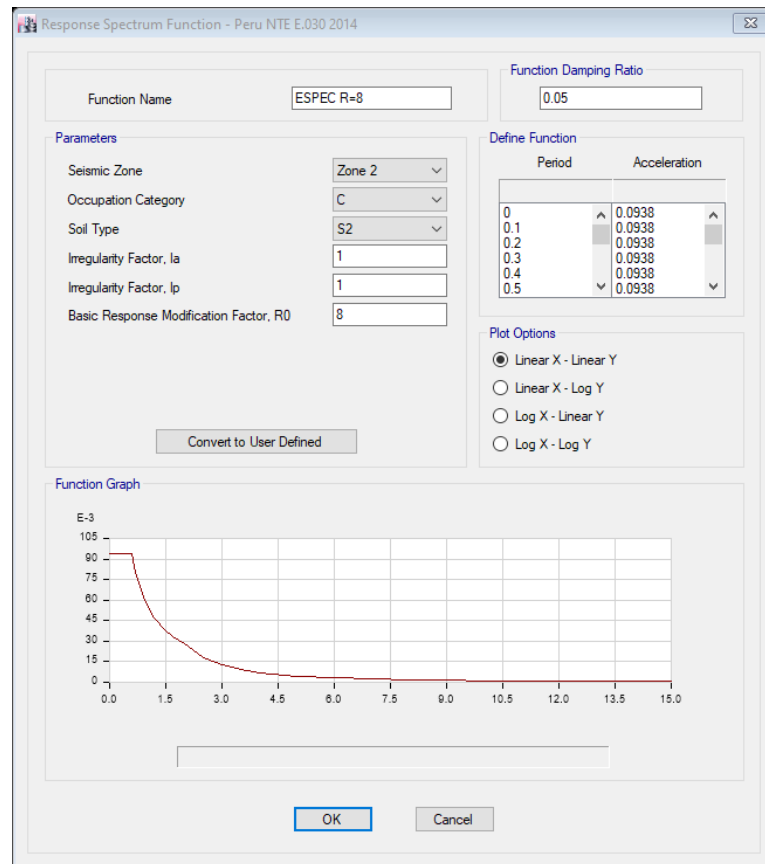 Response Spectrum Function - Peru NTE E.030 2014
Function Name
ESPEC R=8
Function Damping Ratio
0.05
Parameters
Seismic Zone
Zone 2
Occupation Category
C
Soil Type
S2
Irregularity Factor, Ia
1
Irregularity Factor, Ip
1
Basic Response Modification Factor, R0
8
Convert to User Defined
Define Function
Period Acceleration
0 0.0938
0.1 0.0938
0.2 0.0938
0.3 0.0938
0.4 0.0938
0.5 0.0938
Plot Options
Linear X - Linear Y
Linear X - Log Y
Log X - Linear Y
Log X - Log Y
Function Graph
E-3
105
90
75
60
45
30
15
0
0.0 1.5 3.0 4.5 6.0 7.5 9.0 10.5 12.0 13.5 15.0
OK Cancel